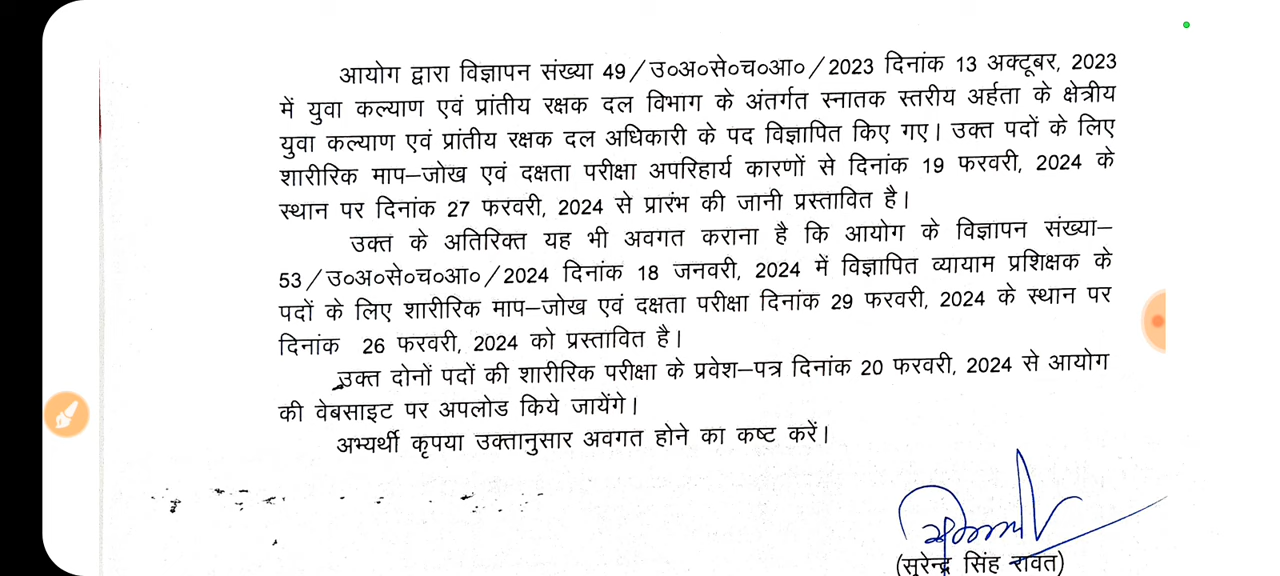 आयोग द्वारा विज्ञापन संख्या 49/उ०अ०से०च०आ०/2023 दिनांक 13 अक्टूबर, 2023
में युवा कल्याण एवं प्रांतीय रक्षक दल विभाग के अंतर्गत स्नातक स्तरीय अर्हता के क्षेत्रीय
युवा कल्याण एवं प्रांतीय रक्षक दल अधिकारी के पद विज्ञापित किए गए। उक्त पदों के लिए
शारीरिक माप–जोख एवं दक्षता परीक्षा अपरिहार्य कारणों से दिनांक 19 फरवरी, 2024 के
स्थान पर दिनांक 27 फरवरी, 2024 से प्रारंभ की जानी प्रस्तावित है।
उक्त के अतिरिक्त यह भी अवगत कराना है कि आयोग के विज्ञापन संख्या–
53/उ०अ०से०च०आ०/2024 दिनांक 18 जनवरी, 2024 में विज्ञापित व्यायाम प्रशिक्षक के
पदों के लिए शारीरिक माप–जोख एवं दक्षता परीक्षा दिनांक 29 फरवरी, 2024 के स्थान पर
दिनांक 26 फरवरी, 2024 को प्रस्तावित है।
उक्त दोनों पदों की शारीरिक परीक्षा के प्रवेश–पत्र दिनांक 20 फरवरी, 2024 से आयोग
की वेबसाइट पर अपलोड किये जायेंगे।
अभ्यर्थी कृपया उक्तानुसार अवगत होने का कष्ट करें।
(सुरेन्द्र सिंह रावत)